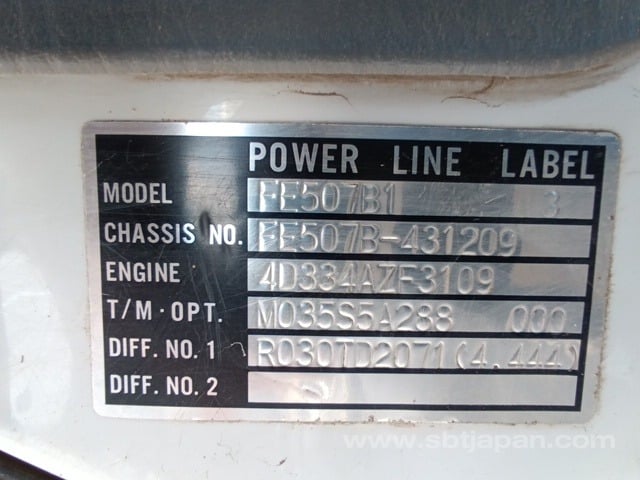 POWER LINE LABEL
MODEL FE507B1 3
CHASSIS NO. FE507B-431209
ENGINE 4D334AZF3109
T/M·OPT. M035S5A288 000
DIFF. NO. 1 R030TD2071(4.444)
DIFF. NO. 2
www.sbtjapan.com